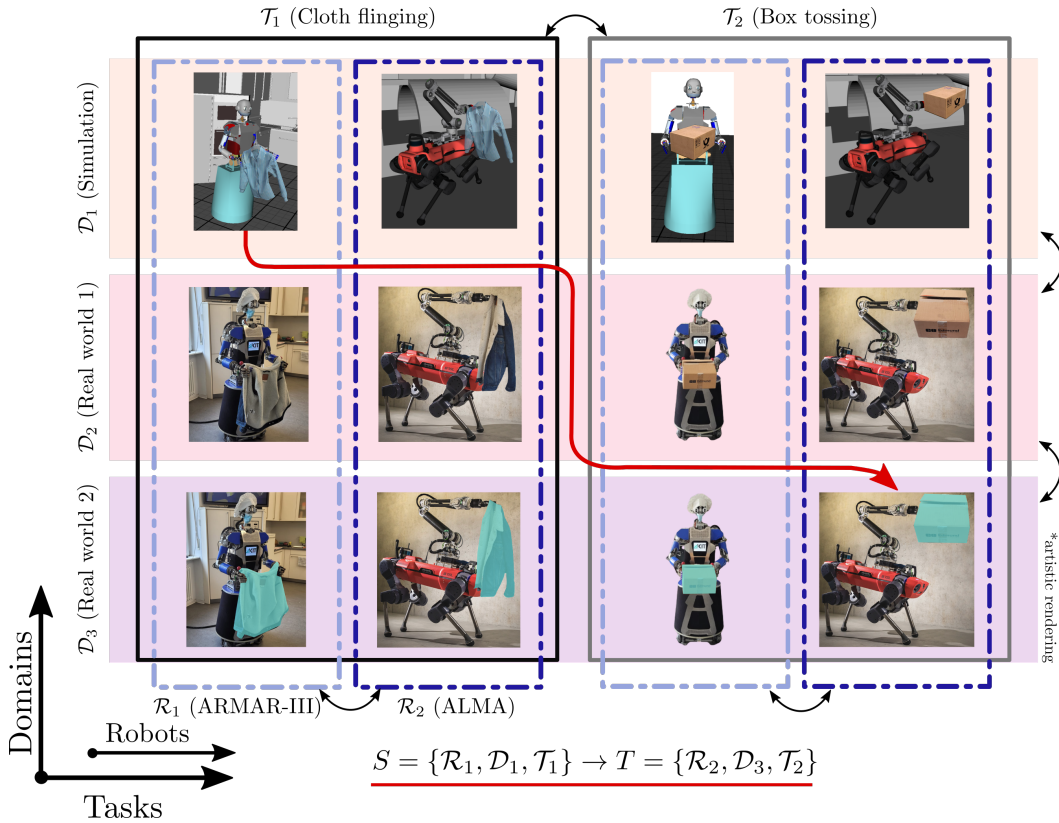 𝒯₁ (Cloth flinging)
𝒯₂ (Box tossing)
𝒟₁ (Simulation)
𝒟₂ (Real world 1)
𝒟₃ (Real world 2)
*artistic rendering
ℛ₁ (ARMAR-III)
ℛ₂ (ALMA)
Domains
Robots
Tasks
S = {ℛ₁, 𝒟₁, 𝒯₁} → T = {ℛ₂, 𝒟₃, 𝒯₂}